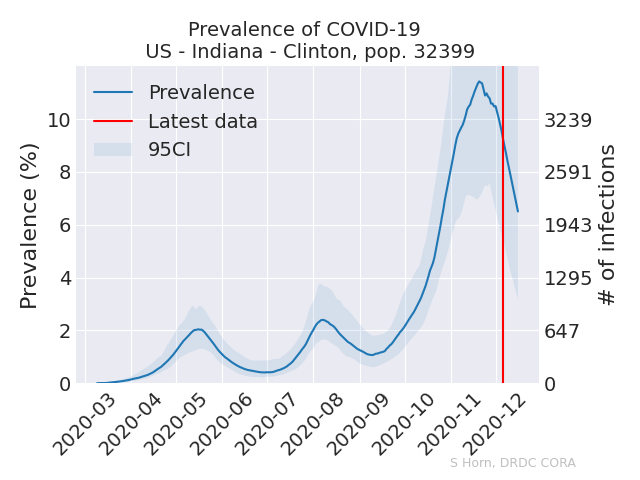 Prevalence of COVID-19
US - Indiana - Clinton, pop. 32399
Prevalence
Latest data
95CI
Prevalence (%)
10
8
6
4
2
0
3239
2591
1943
1295
647
0
# of infections
2020-03
2020-04
2020-05
2020-06
2020-07
2020-08
2020-09
2020-10
2020-11
2020-12
S Horn, DRDC CORA